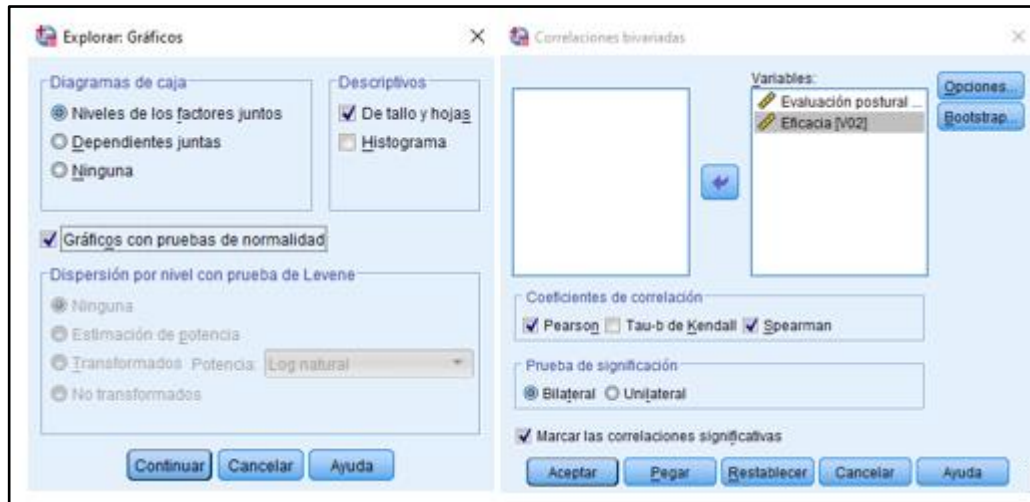 Explorar: Gráficos
Diagramas de caja
Niveles de los factores juntos
Dependientes juntas
Ninguna
Descriptivos
De tallo y hojas
Histograma
Gráficos con pruebas de normalidad
Dispersión por nivel con prueba de Levene
Ninguna
Estimación de potencia
Transformados Potencia: Log natural
No transformados
Continuar Cancelar Ayuda
Correlaciones bivariadas
Variables:
Evaluación postural ...
Eficacia [V02]
Opciones...
Bootstrap...
Coeficientes de correlación
Pearson Tau-b de Kendall Spearman
Prueba de significación
Bilateral Unilateral
Marcar las correlaciones significativas
Aceptar Pegar Restablecer Cancelar Ayuda